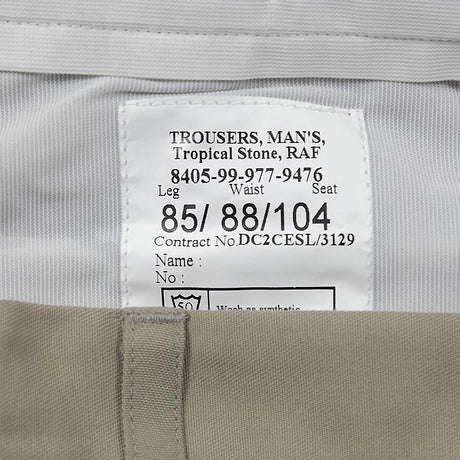 TROUSERS, MAN'S,
Tropical Stone, RAF
8405-99-977-9476
Leg Waist Seat
85/ 88/104
Contract No.DC2CESL/3129
Name :
No :
50 Wash as synthetic